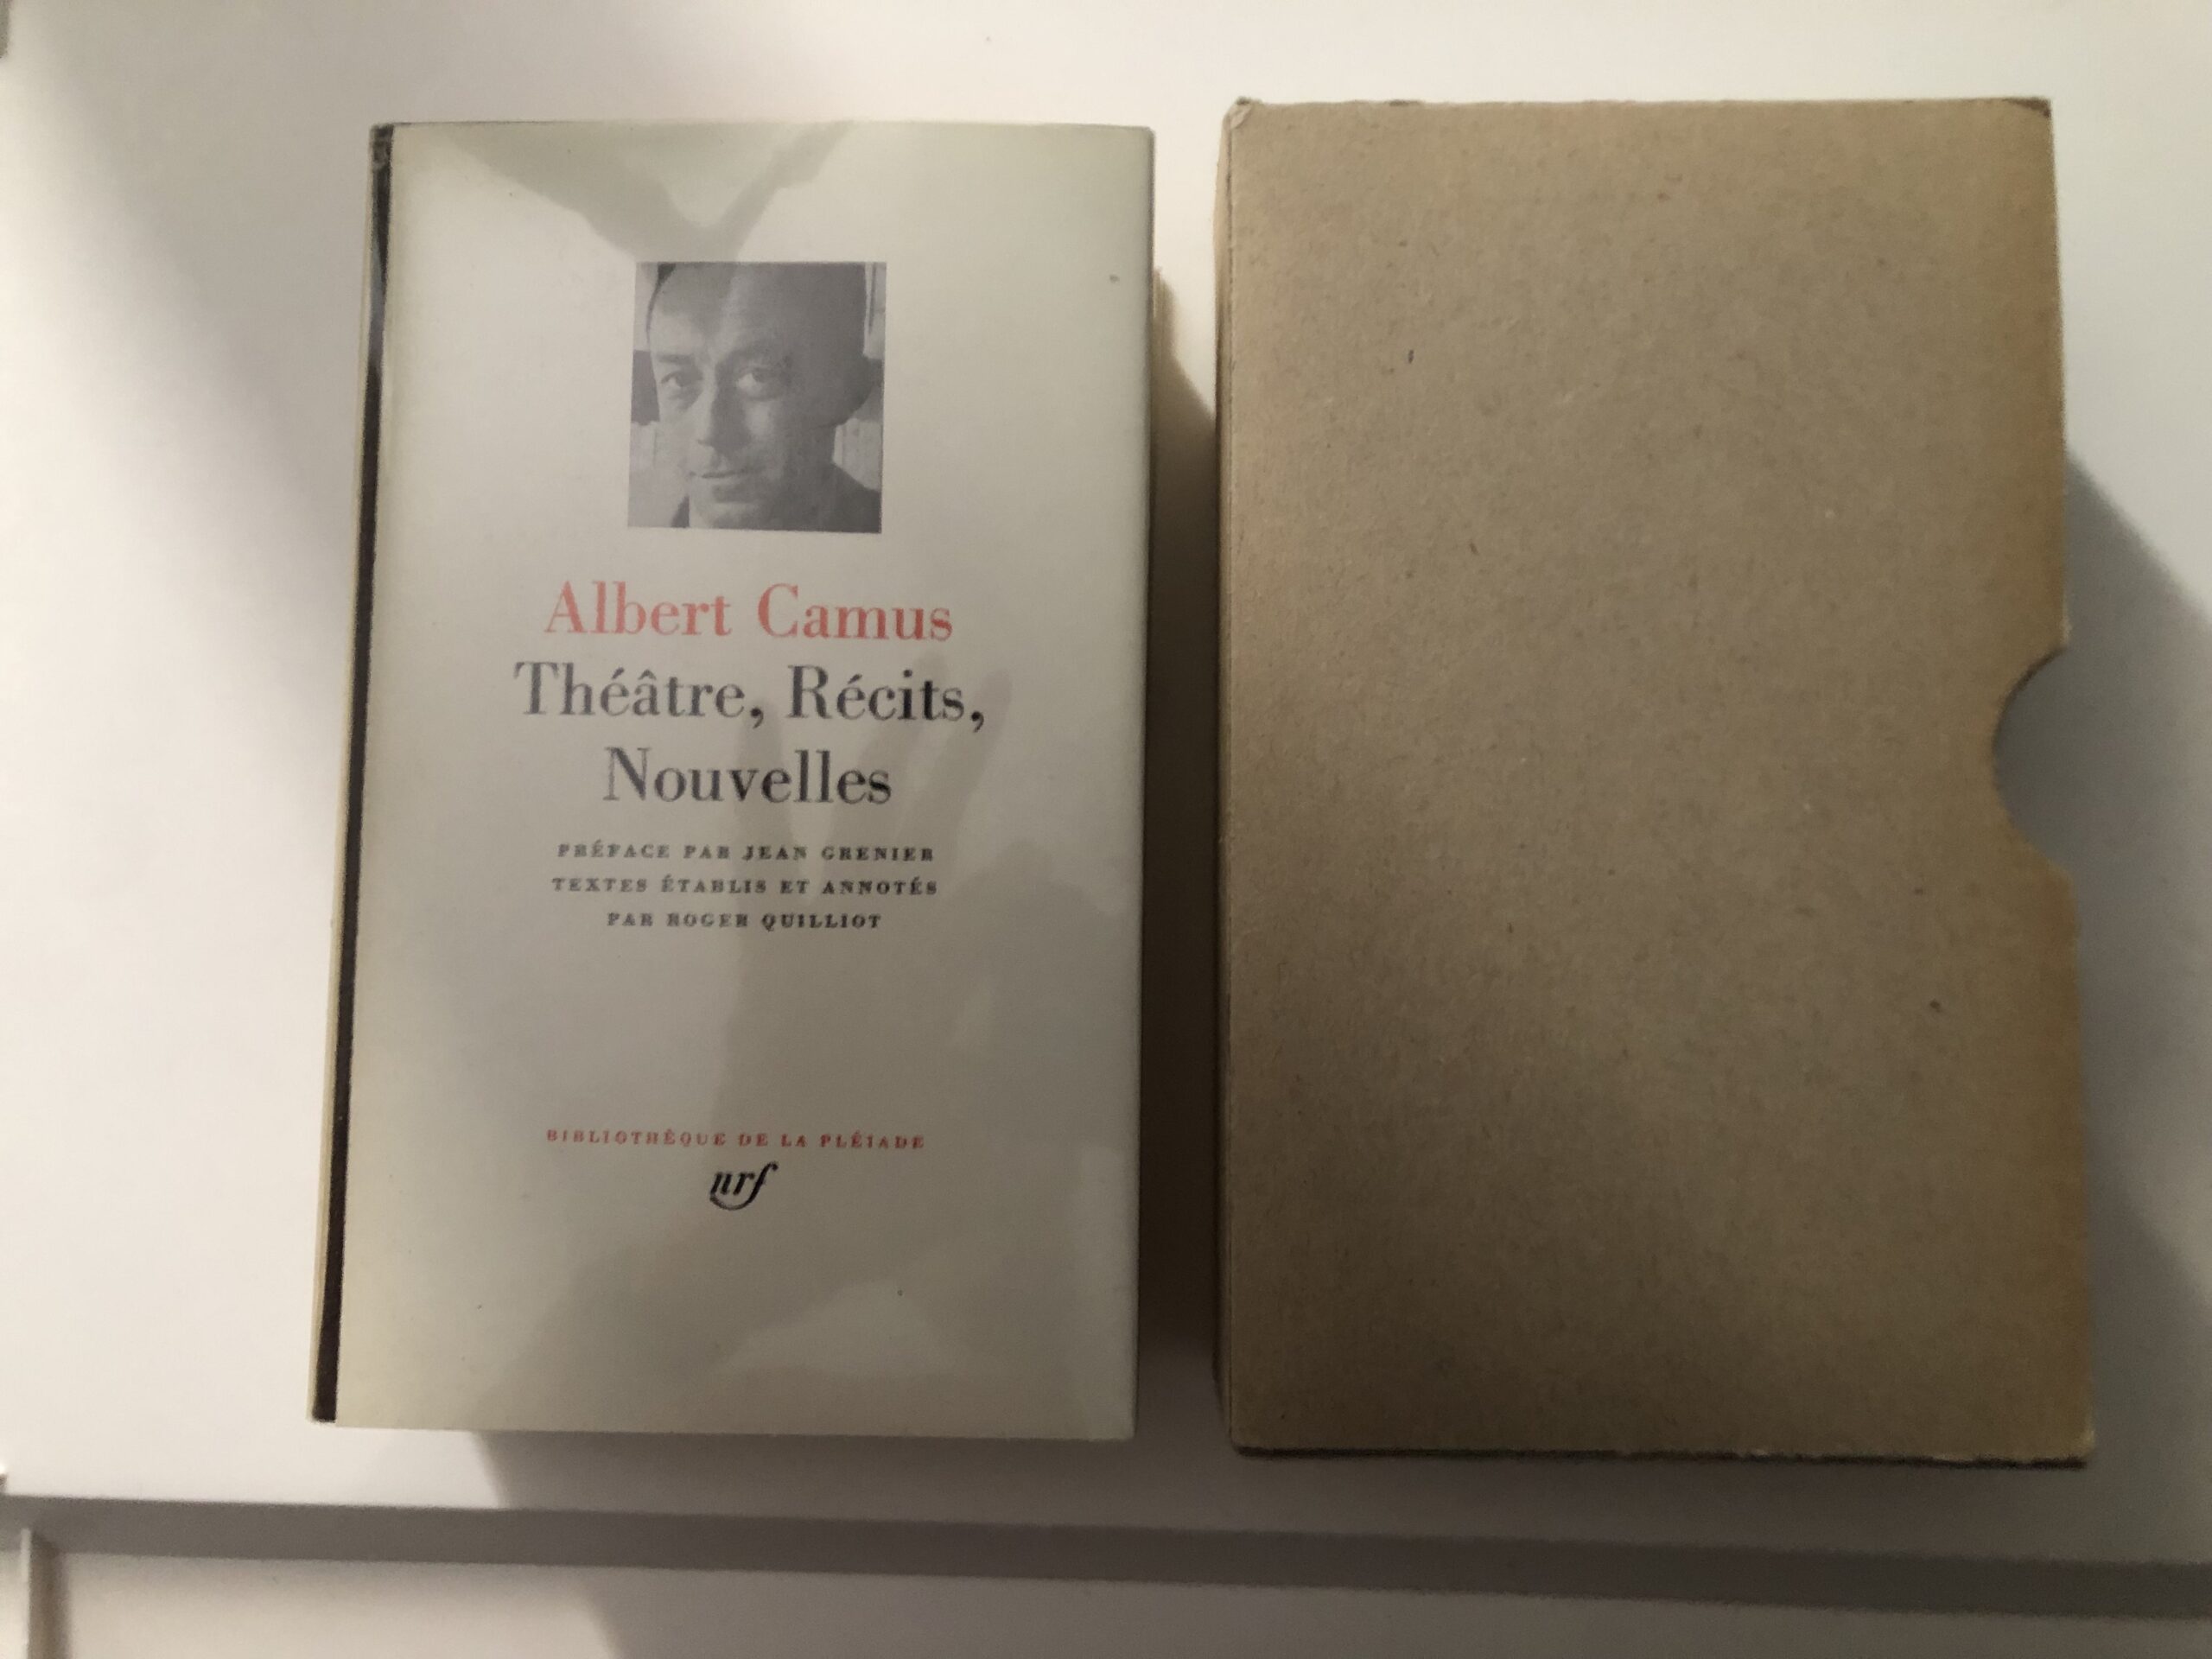 Albert Camus
Théâtre, Récits,
Nouvelles
PRÉFACE PAR JEAN GRENIER
TEXTES ÉTABLIS ET ANNOTÉS
PAR ROGER QUILLIOT
BIBLIOTHÈQUE DE LA PLÉIADE
nrf